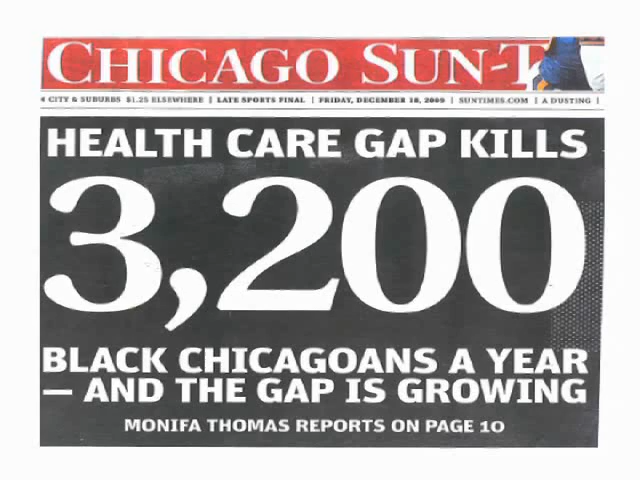 CHICAGO SUN-T
CITY & SUBURBS $1.25 ELSEWHERE | LATE SPORTS FINAL | FRIDAY, DECEMBER 18, 2009 | SUNTIMES.COM | A DUSTING |
HEALTH CARE GAP KILLS
3,200
BLACK CHICAGOANS A YEAR
— AND THE GAP IS GROWING
MONIFA THOMAS REPORTS ON PAGE 10